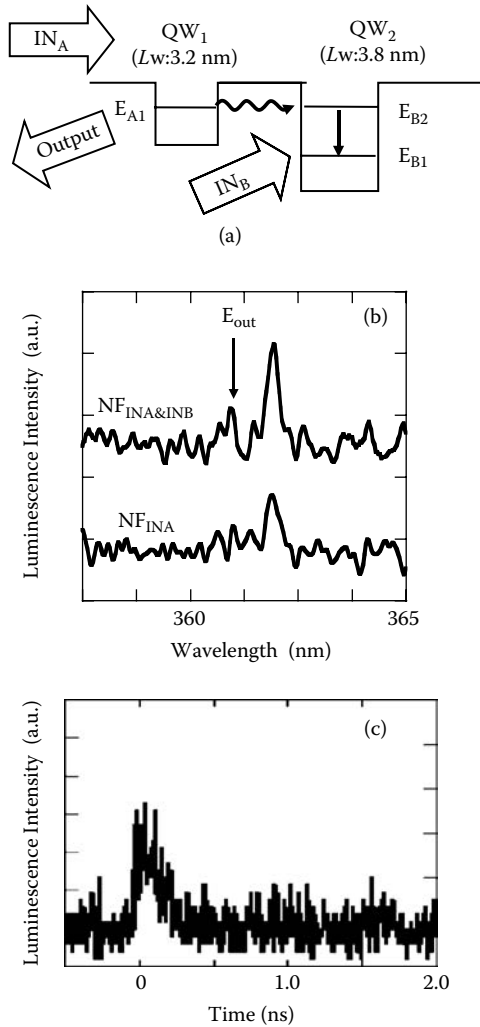 IN_A
QW_1
(Lw:3.2 nm)
QW_2
(Lw:3.8 nm)
E_A1
E_B2
Output
IN_B
E_B1
(a)
(b)
E_out
NF_INA&INB
NF_INA
Luminescence Intensity (a.u.)
360
365
Wavelength (nm)
(c)
Luminescence Intensity (a.u.)
0
1.0
2.0
Time (ns)